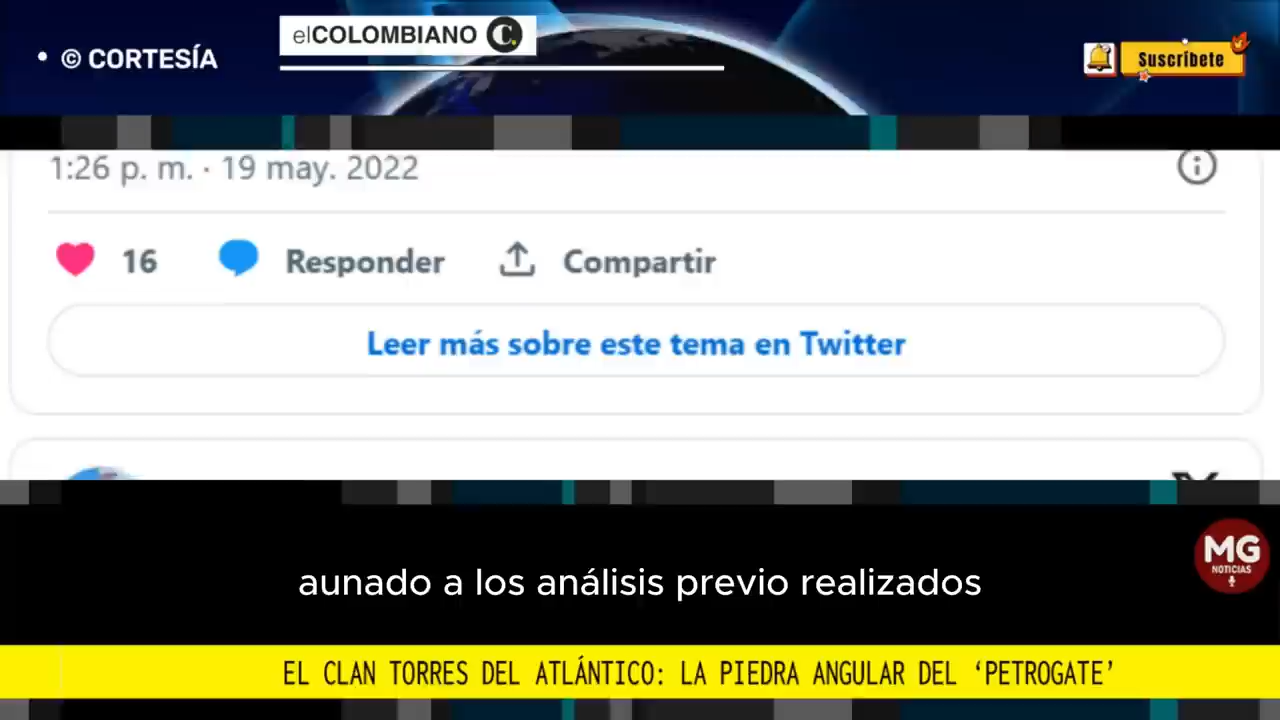 • © CORTESÍA
elCOLOMBIANO C.
Suscríbete
1:26 p. m. · 19 may. 2022
16 Responder Compartir
Leer más sobre este tema en Twitter
aunado a los análisis previo realizados
MG
NOTICIAS
EL CLAN TORRES DEL ATLÁNTICO: LA PIEDRA ANGULAR DEL ‘PETROGATE’